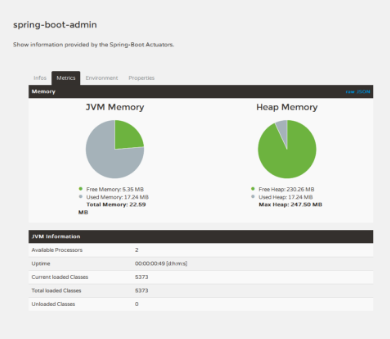 spring-boot-admin
Show information provided by the Spring-Boot Actuators.
Infos Metrics Environment Properties
Memory raw JSON
JVM Memory
Free Memory: 5.35 MB
Used Memory: 17.24 MB
Total Memory: 22.59
MB
Heap Memory
Free Heap: 230.26 MB
Used Heap: 17.24 MB
Max Heap: 247.50 MB
JVM Information
Available Processors 2
Uptime 00:00:00:49 [d:h:m:s]
Current loaded Classes 5373
Total loaded Classes 5373
Unloaded Classes 0